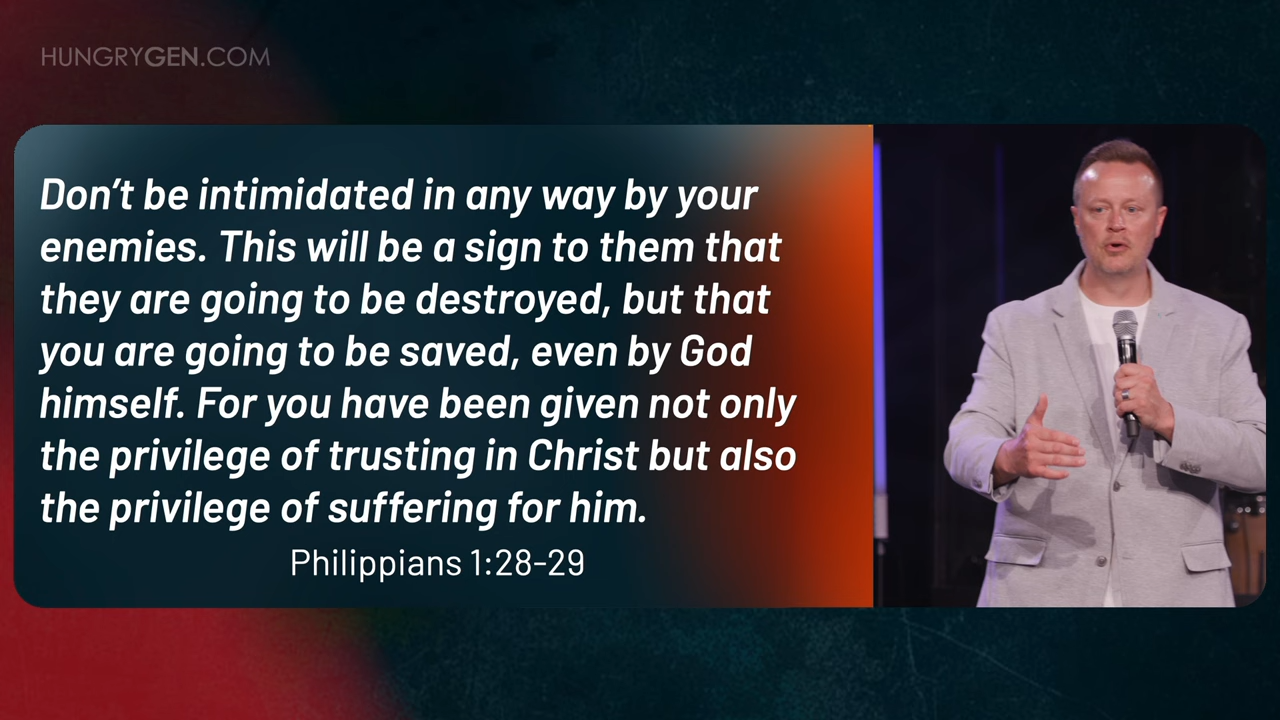 HUNGRYGEN.COM
Don't be intimidated in any way by your
enemies. This will be a sign to them that
they are going to be destroyed, but that
you are going to be saved, even by God
himself. For you have been given not only
the privilege of trusting in Christ but also
the privilege of suffering for him.
Philippians 1:28-29